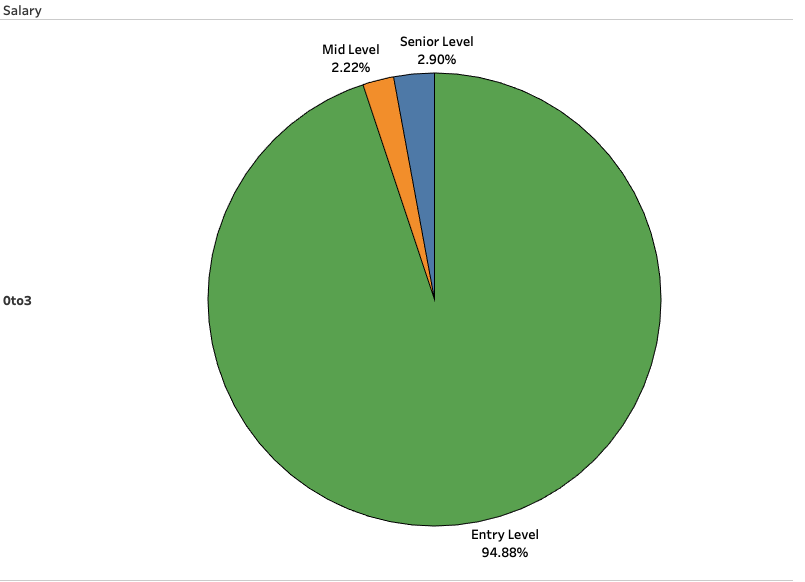 Salary
Senior Level
2.90%
Mid Level
2.22%
0to3
Entry Level
94.88%